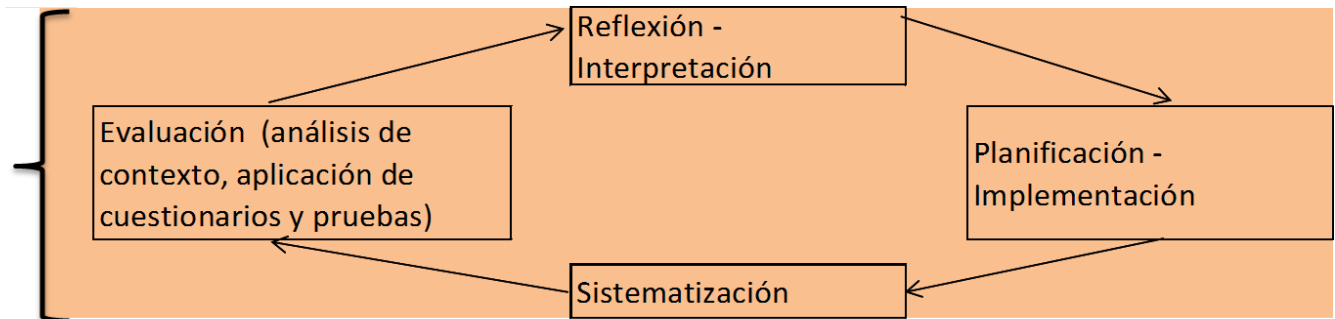 Reflexión -
Interpretación
Evaluación (análisis de
contexto, aplicación de
cuestionarios y pruebas)
Planificación -
Implementación
Sistematización